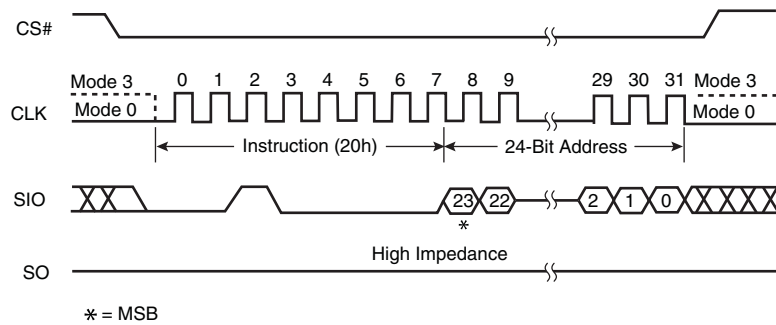 CS#
Mode 3 0 1 2 3 4 5 6 7 8 9 29 30 31 Mode 3
CLK Mode 0 Mode 0
Instruction (20h) 24-Bit Address
SIO 23 22 2 1 0
*
High Impedance
SO
* = MSB